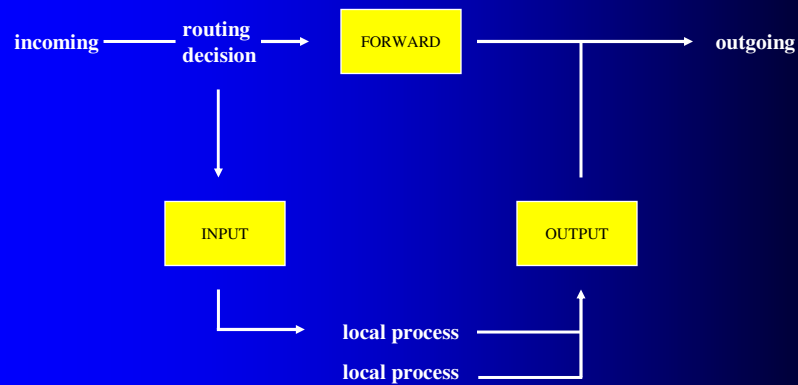 incoming
routing
decision
FORWARD
outgoing
INPUT
OUTPUT
local process
local process